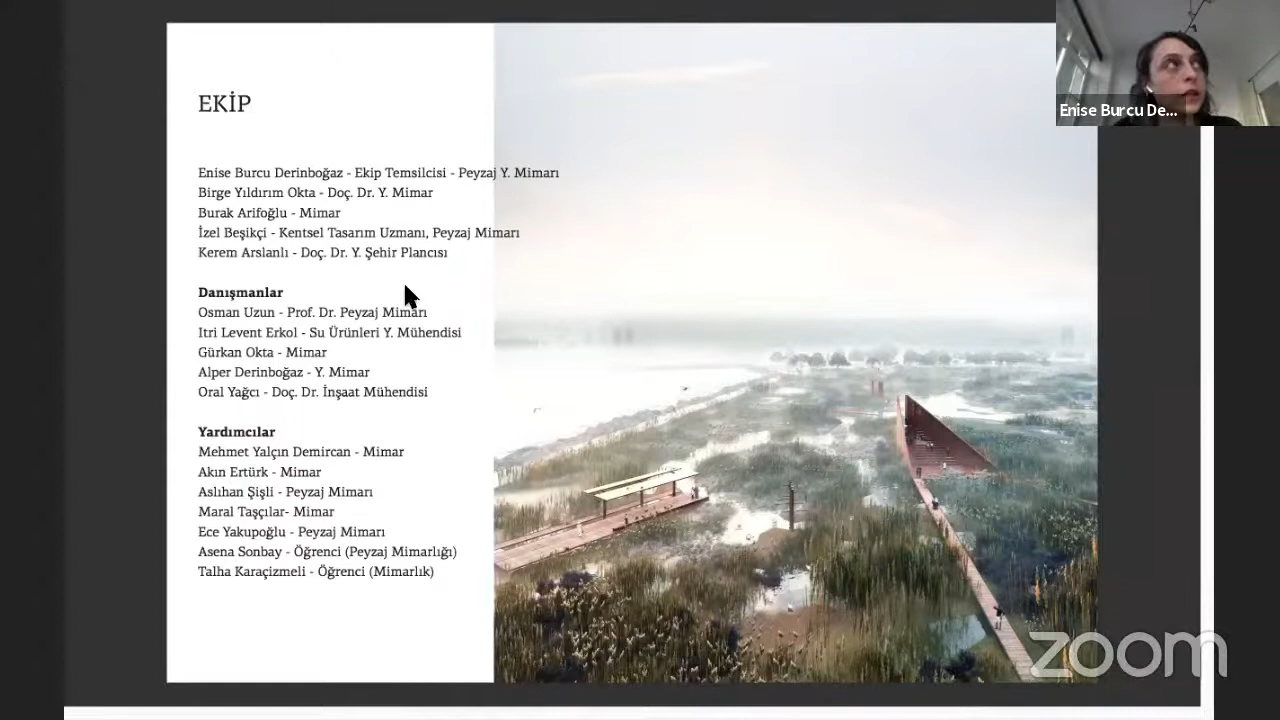 EKİP
Enise Burcu Derinboğaz - Ekip Temsilcisi - Peyzaj Y. Mimarı
Birge Yıldırım Okta - Doç. Dr. Y. Mimar
Burak Arifoğlu - Mimar
İzel Beşikçi - Kentsel Tasarım Uzmanı, Peyzaj Mimarı
Kerem Arslanlı - Doç. Dr. Y. Şehir Plancısı
Danışmanlar
Osman Uzun - Prof. Dr. Peyzaj Mimarı
Itri Levent Erkol - Su Ürünleri Y. Mühendisi
Gürkan Okta - Mimar
Alper Derinboğaz - Y. Mimar
Oral Yağcı - Doç. Dr. İnşaat Mühendisi
Yardımcılar
Mehmet Yalçın Demircan - Mimar
Akın Ertürk - Mimar
Aslıhan Şişli - Peyzaj Mimarı
Maral Taşçılar- Mimar
Ece Yakupoğlu - Peyzaj Mimarı
Asena Sonbay - Öğrenci (Peyzaj Mimarlığı)
Talha Karaçizmeli - Öğrenci (Mimarlık)
Enise Burcu De...
zoom